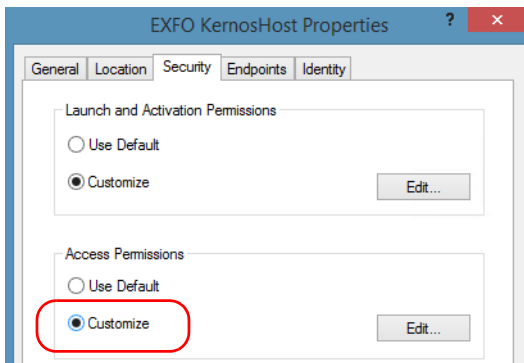 EXFO KernosHost Properties ? ×
General Location Security Endpoints Identity
Launch and Activation Permissions
Use Default
Customize
Edit...
Access Permissions
Use Default
Customize
Edit...